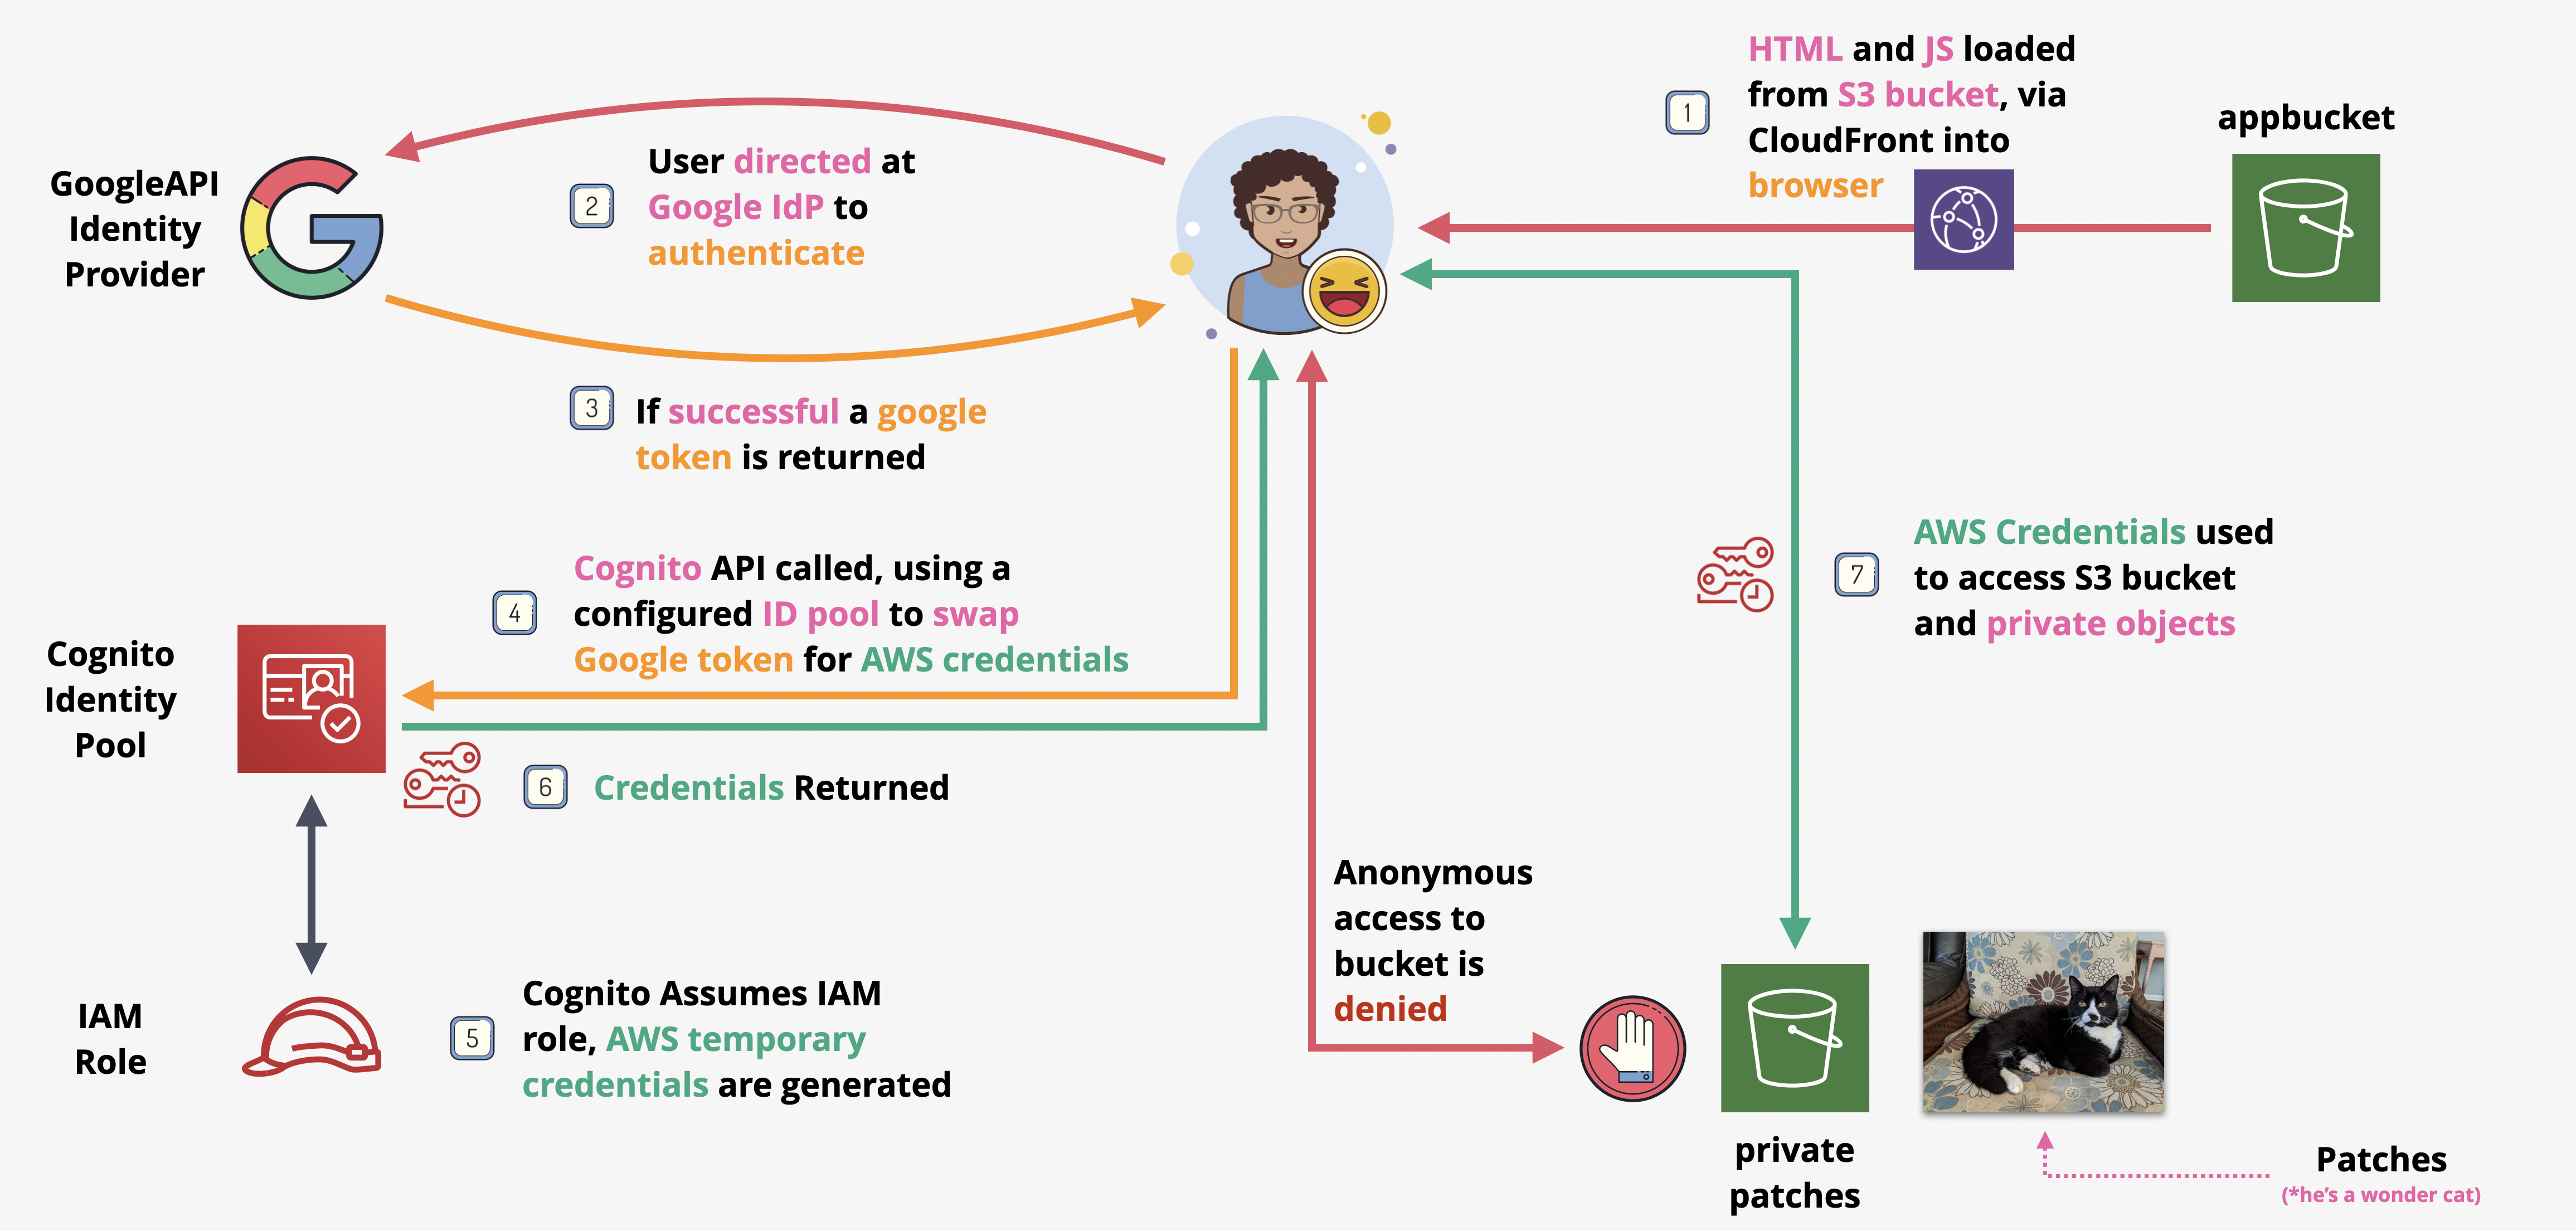 HTML and JS loaded
from S3 bucket, via
CloudFront into
browser
1
appbucket
GoogleAPI
Identity
Provider
2
User directed at
Google IdP to
authenticate
3
If successful a google
token is returned
4
Cognito API called, using a
configured ID pool to swap
Google token for AWS credentials
Cognito
Identity
Pool
6
Credentials Returned
7
AWS Credentials used
to access S3 bucket
and private objects
IAM
Role
5
Cognito Assumes IAM
role, AWS temporary
credentials are generated
Anonymous
access to
bucket is
denied
private
patches
Patches
(*he's a wonder cat)